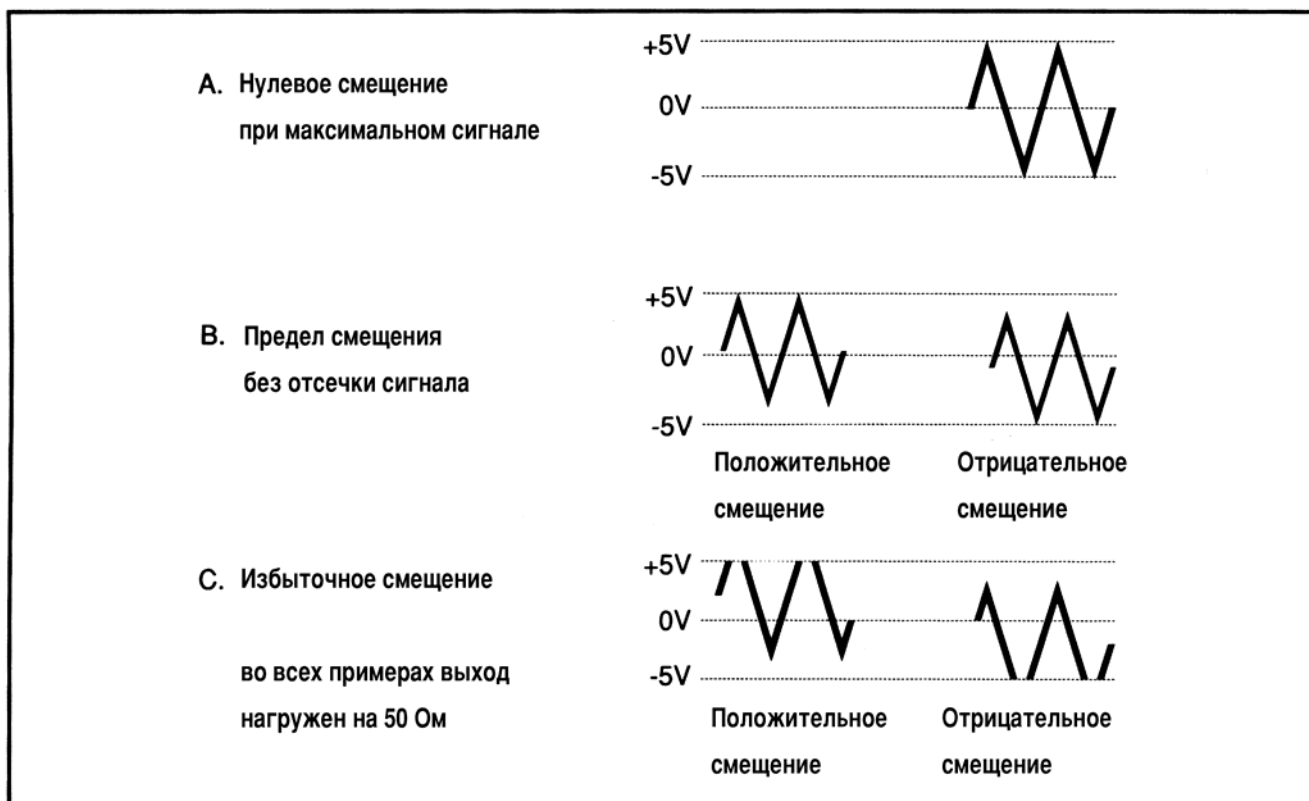 A. Нулевое смещение
при максимальном сигнале
+5V
0V
-5V
B. Предел смещения
без отсечки сигнала
+5V
0V
-5V
Положительное смещение
Отрицательное смещение
C. Избыточное смещение
во всех примерах выход
нагружен на 50 Ом
+5V
0V
-5V
Положительное
смещение
Отрицательное
смещение